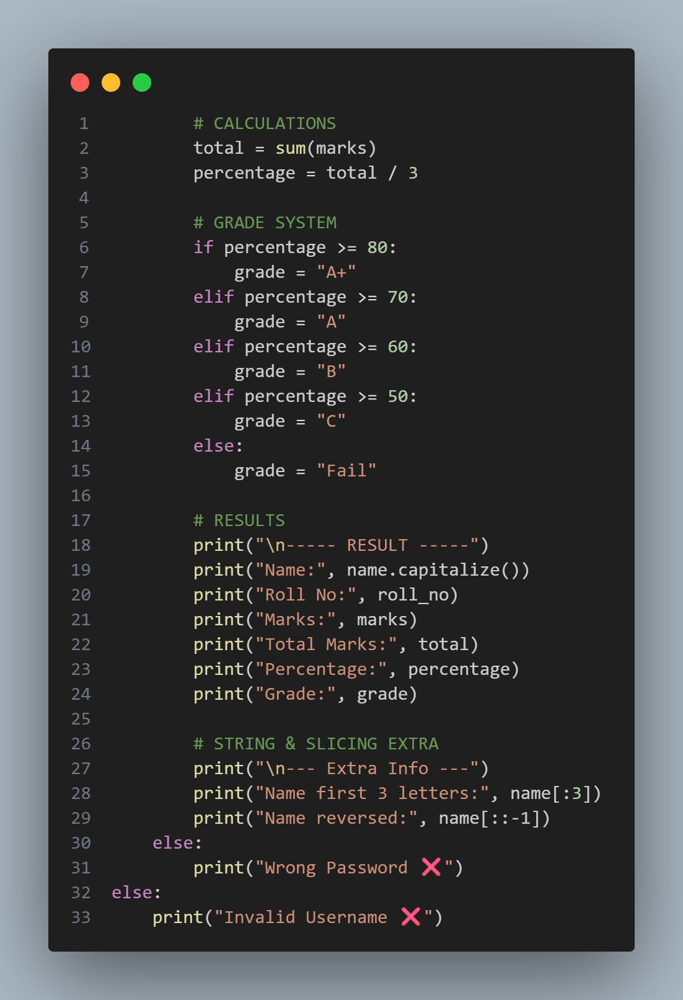 1         # CALCULATIONS
2         total = sum(marks)
3         percentage = total / 3
4
5         # GRADE SYSTEM
6         if percentage >= 80:
7             grade = "A+"
8         elif percentage >= 70:
9             grade = "A"
10         elif percentage >= 60:
11             grade = "B"
12         elif percentage >= 50:
13             grade = "C"
14         else:
15             grade = "Fail"
16
17         # RESULTS
18         print("\n----- RESULT -----")
19         print("Name:", name.capitalize())
20         print("Roll No:", roll_no)
21         print("Marks:", marks)
22         print("Total Marks:", total)
23         print("Percentage:", percentage)
24         print("Grade:", grade)
25
26         # STRING & SLICING EXTRA
27         print("\n--- Extra Info ---")
28         print("Name first 3 letters:", name[:3])
29         print("Name reversed:", name[::-1])
30     else:
31         print("Wrong Password ❌")
32 else:
33     print("Invalid Username ❌")